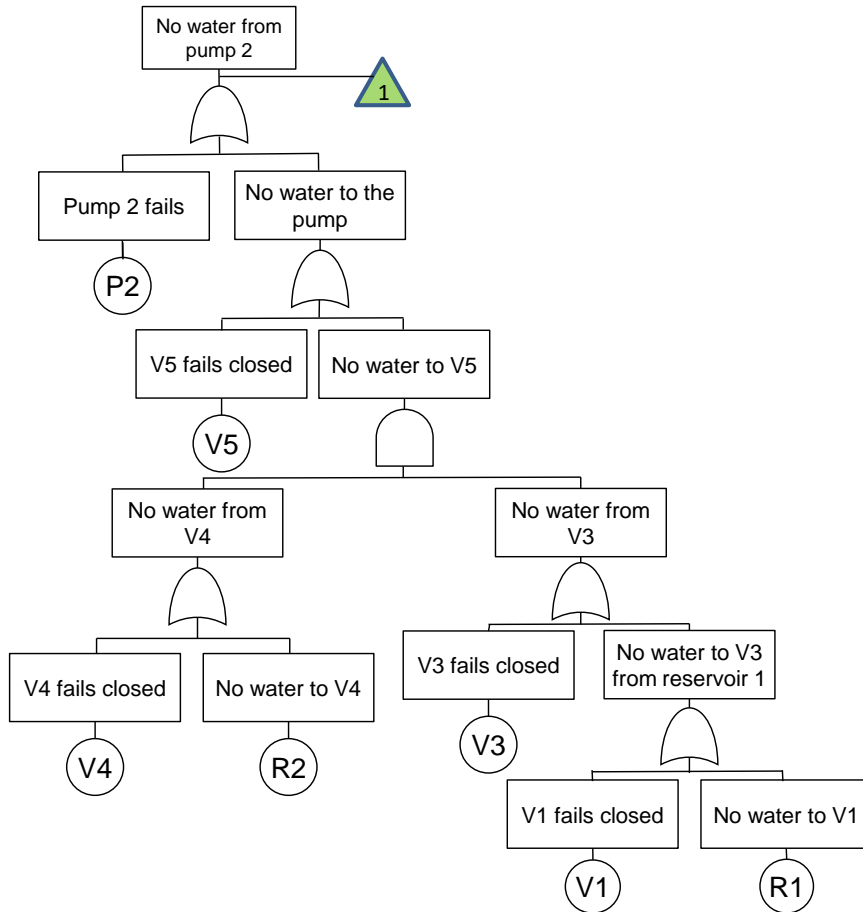 No water from
pump 2
1
Pump 2 fails
No water to the
pump
P2
V5 fails closed
No water to V5
V5
No water from
V4
No water from
V3
V4 fails closed
No water to V4
V3 fails closed
No water to V3
from reservoir 1
V4
R2
V3
V1 fails closed
No water to V1
V1
R1